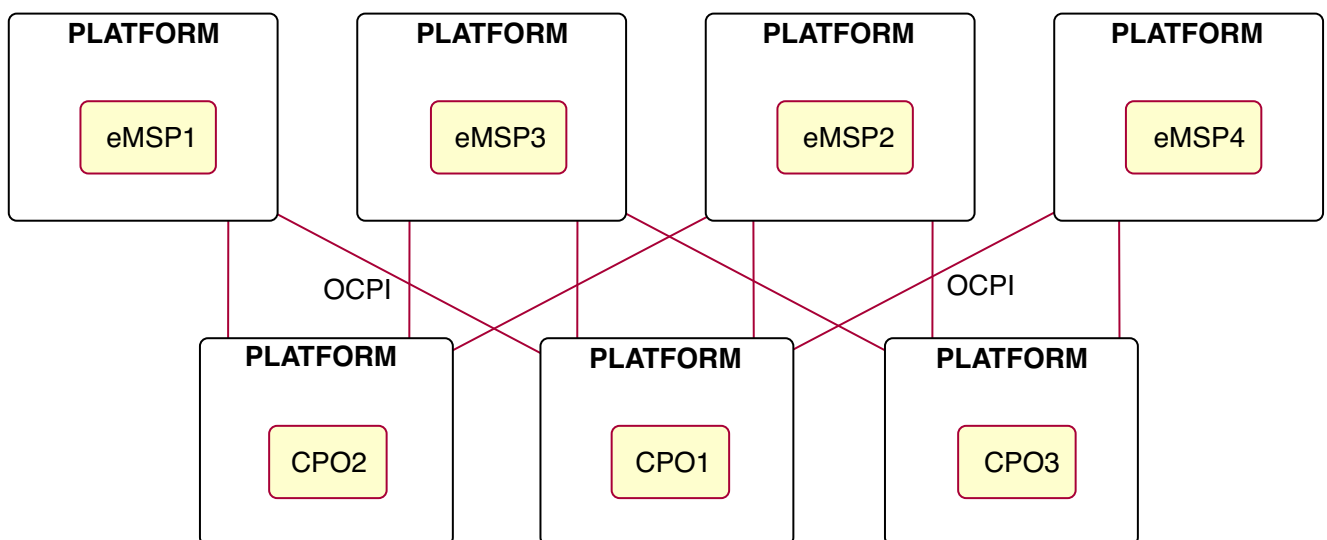 PLATFORM
PLATFORM
PLATFORM
PLATFORM
eMSP1
eMSP3
eMSP2
eMSP4
OCPI
OCPI
PLATFORM
PLATFORM
PLATFORM
CPO2
CPO1
CPO3